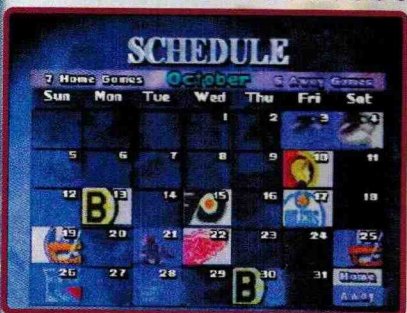 SCHEDULE
7 Home Games October 5 Away Games
Sun Mon Tue Wed Thu Fri Sat
1 2 3 4
5 6 7 8 9 10 11
12 B 13 14 15 16 17 18
19 20 21 22 23 24 25
26 27 28 29 B 30 31 Home
Away